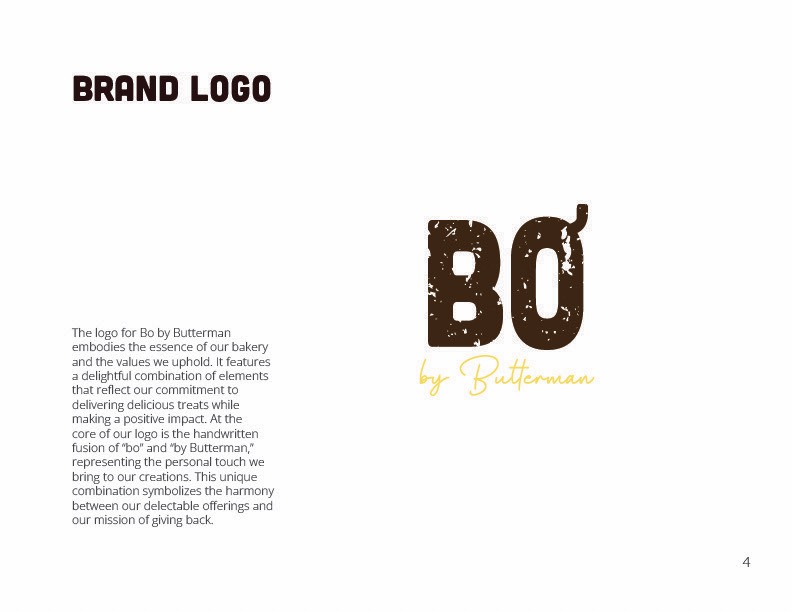 BRAND LOGO
BƠ
by Butterman
The logo for Bo by Butterman
embodies the essence of our bakery
and the values we uphold. It features
a delightful combination of elements
that reflect our commitment to
delivering delicious treats while
making a positive impact. At the
core of our logo is the handwritten
fusion of “bo” and “by Butterman,”
representing the personal touch we
bring to our creations. This unique
combination symbolizes the harmony
between our delectable offerings and
our mission of giving back.
4